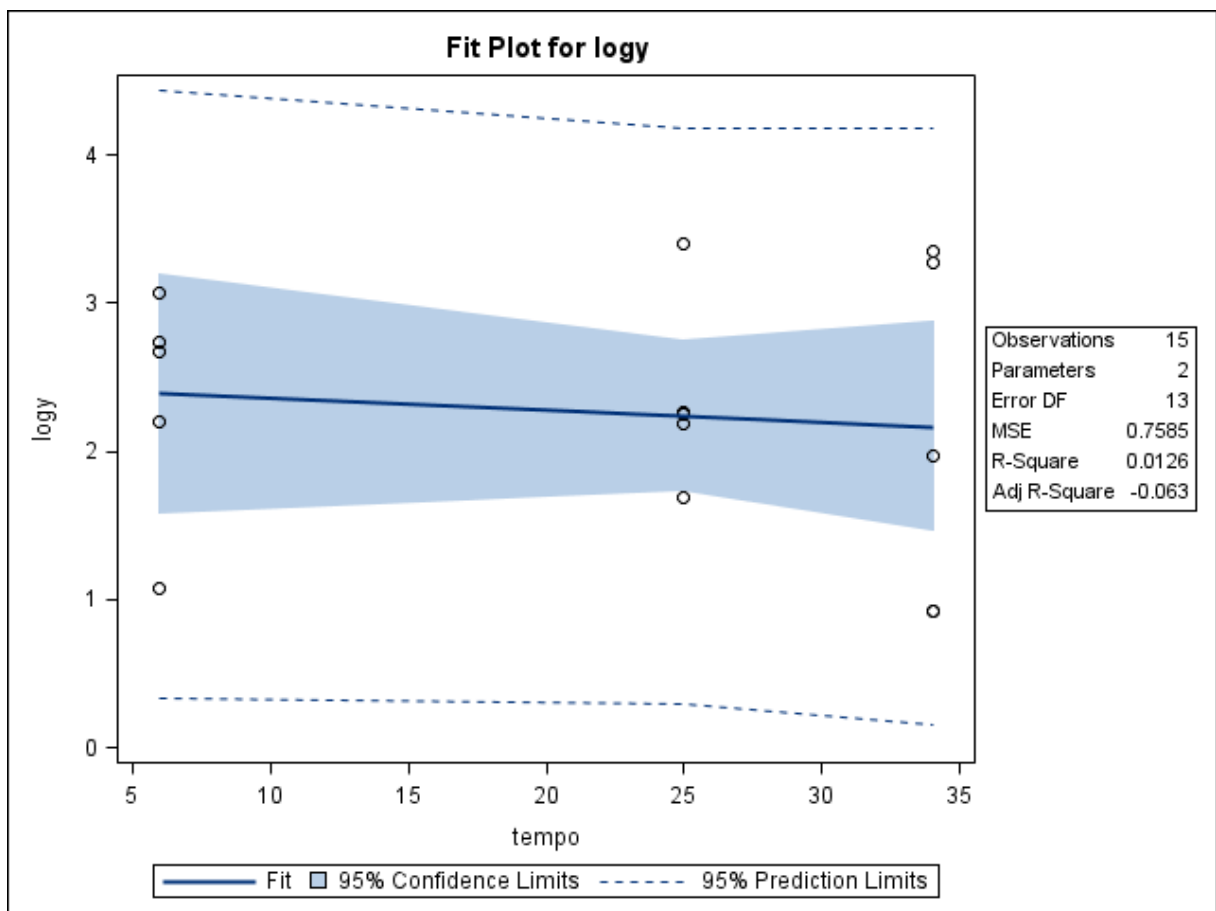 Fit Plot for logy
4
3
2
1
0
logy
5 10 15 20 25 30 35
tempo
Observations 15
Parameters 2
Error DF 13
MSE 0.7585
R-Square 0.0126
Adj R-Square -0.063
Fit 95% Confidence Limits 95% Prediction Limits